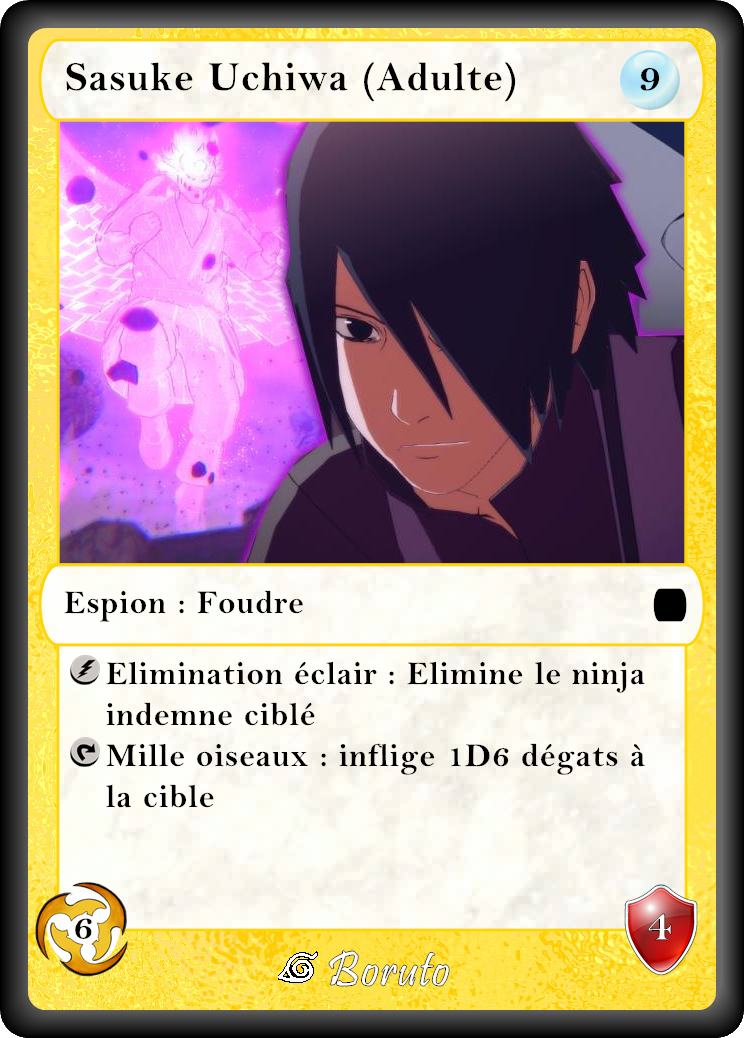 Sasuke Uchiwa (Adulte) 9
Espion : Foudre
Elimination éclair : Elimine le ninja
indemne ciblé
Mille oiseaux : inflige 1D6 dégats à
la cible
6
4
Boruto